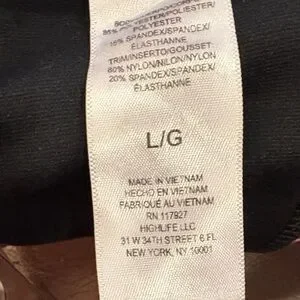 POLYESTER/POLIESTER/
POLYESTER
15% SPANDEX/SPANDEX/
ÉLASTHANNE
TRIM/INSERTO/GOUSSET:
80% NYLON/NILON/NYLON
20% SPANDEX/SPANDEX/
ÉLASTHANNE
L/G
MADE IN VIETNAM
HECHO EN VIETNAM
FABRIQUÉ AU VIETNAM
RN 117927
HIGHLIFE LLC
31 W 34TH STREET 6 FL
NEW YORK, NY 10001